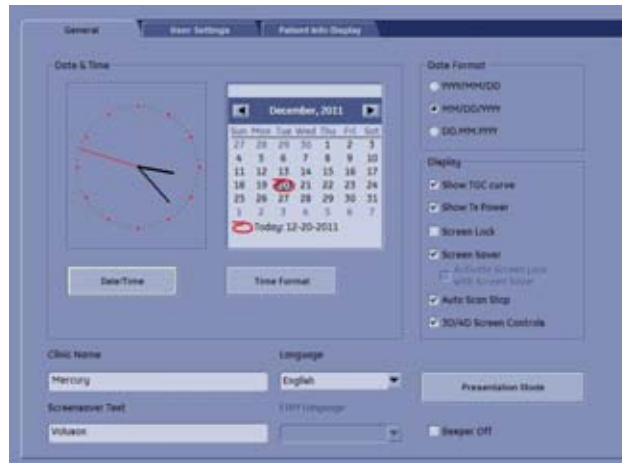 General
User Settings
Patient Info Display
Date & Time
December, 2011
Sun Mon Tue Wed Thu Fri Sat
27 28 29 30 1 2 3
4 5 6 7 8 9 10
11 12 13 14 15 16 17
18 19 20 21 22 23 24
25 26 27 28 29 30 31
1 2 3 4 5 6 7
Today: 12-20-2011
Date/Time
Time Format
Date Format
YYYY/MM/DD
MM/DD/YYYY
DD.MM.YYYY
Display
Show TGC curve
Show Tx Power
Screen Lock
Screen Saver
Activate Screen Lock
with Screen Saver
Auto Scan Stop
3D/4D Screen Controls
Clinic Name
Mercury
Language
English
Presentation Mode
Screensaver Text
Voluson
Language
Beeper Off